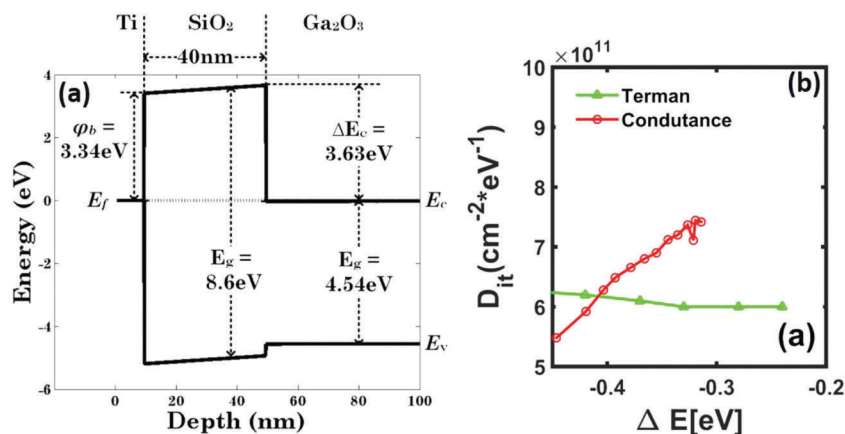 Ti SiO₂ Ga₂O₃
40nm
(a)
φb =
3.34eV
ΔEc =
3.63eV
Ef
Ec
Eg =
8.6eV
Eg =
4.54eV
Ev
4
2
0
-2
-4
-6
0 20 40 60 80 100
Energy (eV)
Depth (nm)
× 10¹¹
(b)
Terman
Condutance
10
9
8
7
6
5
(a)
-0.4 -0.3 -0.2
Dit(cm⁻²*eV⁻¹)
Δ E[eV]